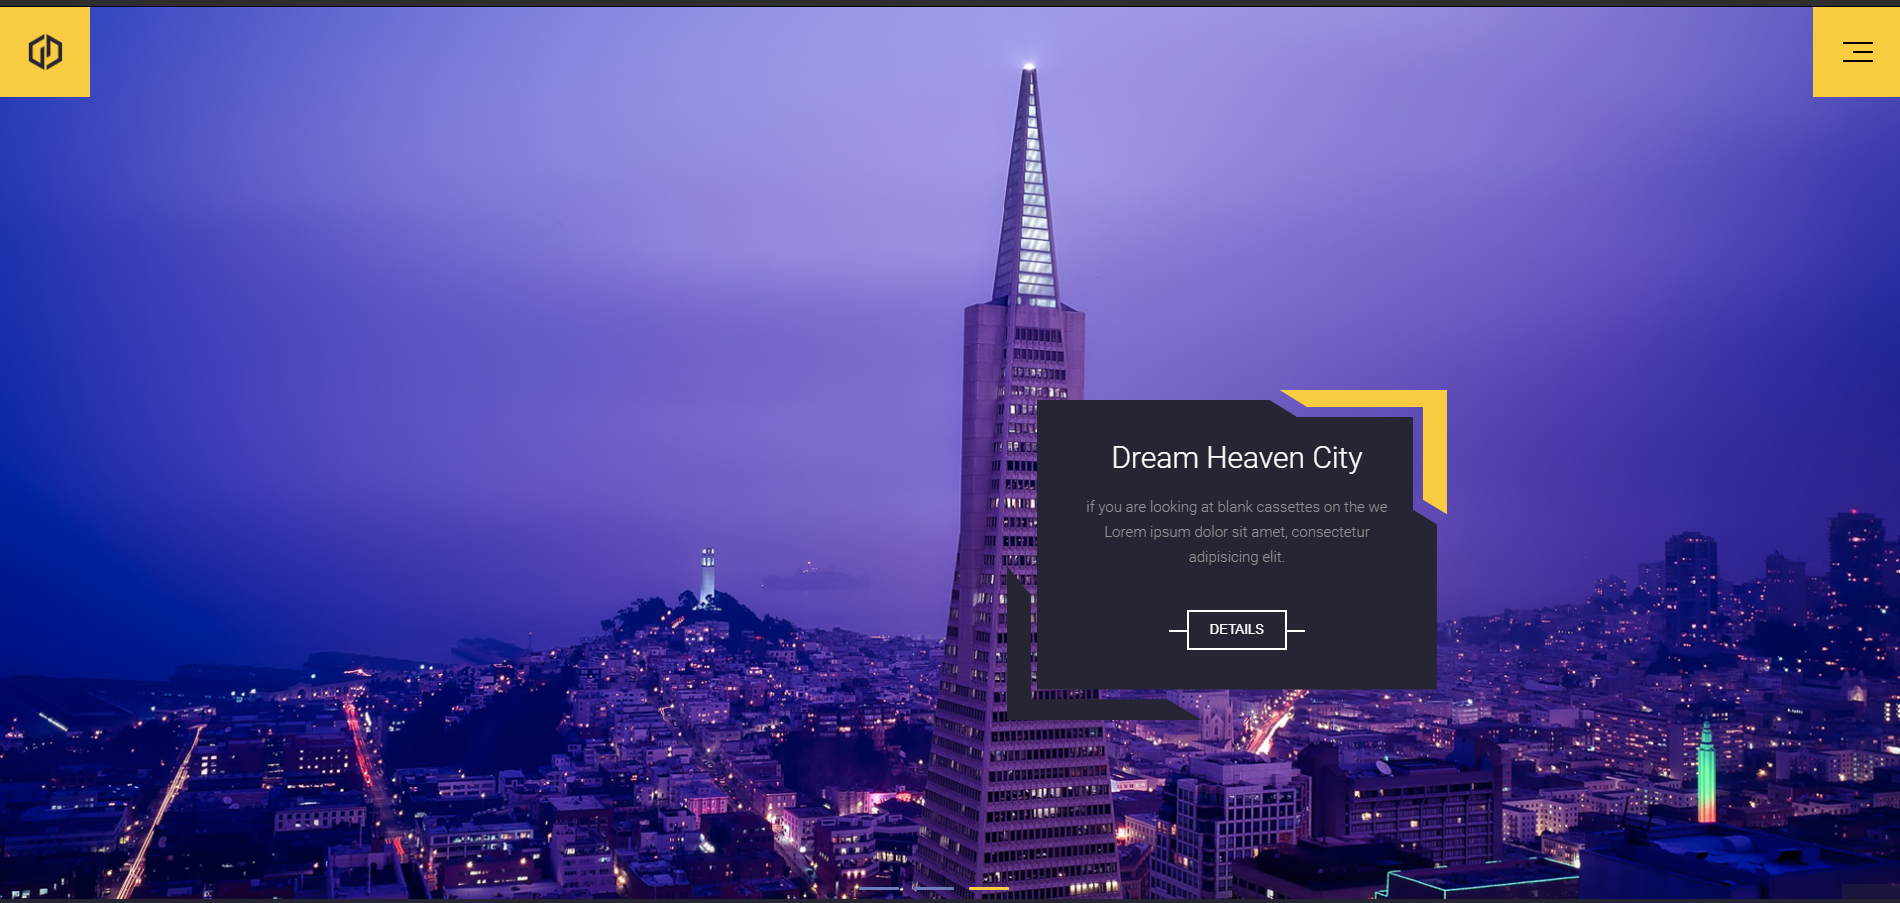 Dream Heaven City
if you are looking at blank cassettes on the we
Lorem ipsum dolor sit amet, consectetur
adipisicing elit.
DETAILS